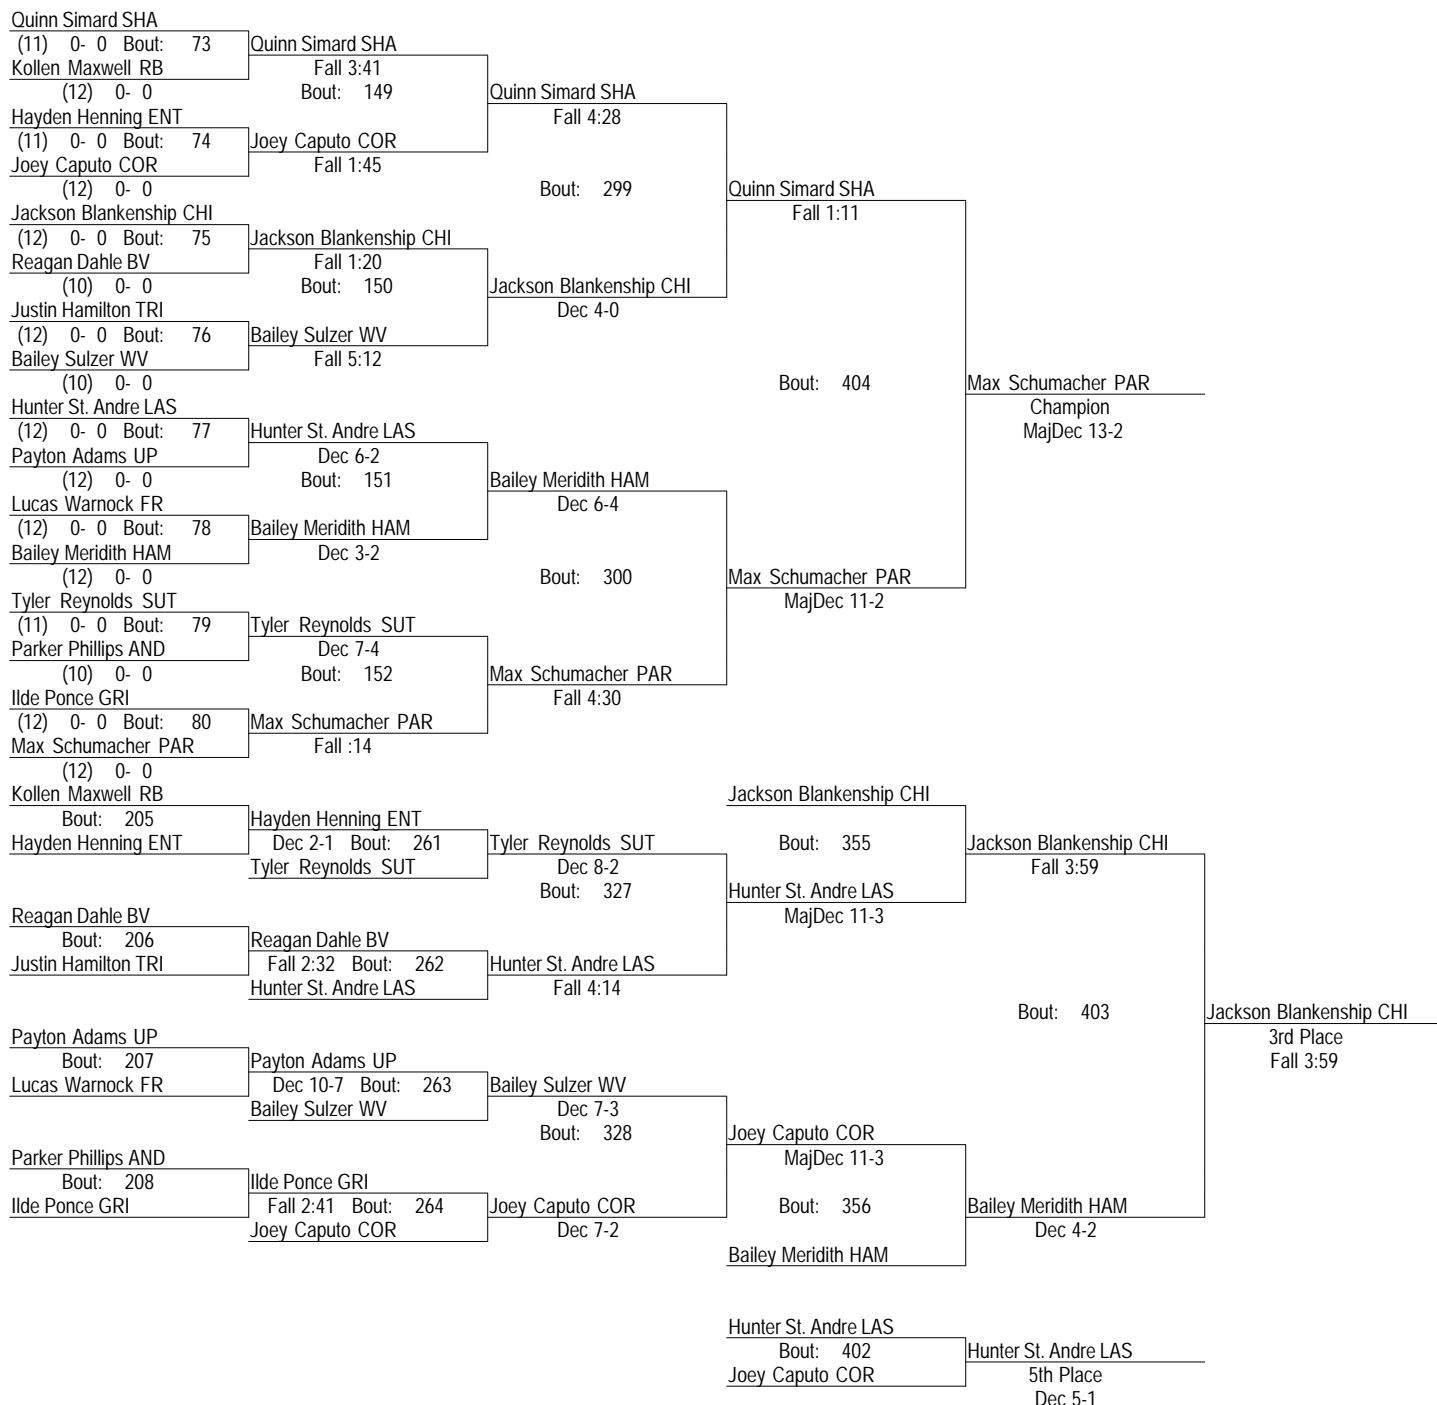 Quinn Simard SHA
(11) 0- 0 Bout: 73 Quinn Simard SHA
Kollen Maxwell RB Fall 3:41
(12) 0- 0 Bout: 149 Quinn Simard SHA
Hayden Henning ENT Fall 4:28
(11) 0- 0 Bout: 74 Joey Caputo COR
Joey Caputo COR Fall 1:45
(12) 0- 0 Bout: 299 Quinn Simard SHA
Jackson Blankenship CHI Fall 1:11
(12) 0- 0 Bout: 75 Jackson Blankenship CHI
Reagan Dahle BV Fall 1:20
(10) 0- 0 Bout: 150 Jackson Blankenship CHI
Justin Hamilton TRI Dec 4-0
(12) 0- 0 Bout: 76 Bailey Sulzer WV
Bailey Sulzer WV Fall 5:12
(10) 0- 0 Bout: 404 Max Schumacher PAR
Hunter St. Andre LAS Champion
(12) 0- 0 Bout: 77 Hunter St. Andre LAS MajDec 13-2
Payton Adams UP Dec 6-2
(12) 0- 0 Bout: 151 Bailey Meridith HAM
Lucas Warnock FR Dec 6-4
(12) 0- 0 Bout: 78 Bailey Meridith HAM
Bailey Meridith HAM Dec 3-2
(12) 0- 0 Bout: 300 Max Schumacher PAR
Tyler Reynolds SUT MajDec 11-2
(11) 0- 0 Bout: 79 Tyler Reynolds SUT
Parker Phillips AND Dec 7-4
(10) 0- 0 Bout: 152 Max Schumacher PAR
Ilde Ponce GRI Fall 4:30
(12) 0- 0 Bout: 80 Max Schumacher PAR
Max Schumacher PAR Fall :14
(12) 0- 0
Kollen Maxwell RB Jackson Blankenship CHI
Bout: 205 Hayden Henning ENT
Hayden Henning ENT Dec 2-1 Bout: 261 Tyler Reynolds SUT Bout: 355 Jackson Blankenship CHI
Tyler Reynolds SUT Dec 8-2 Fall 3:59
Bout: 327 Hunter St. Andre LAS
Reagan Dahle BV MajDec 11-3
Bout: 206 Reagan Dahle BV
Justin Hamilton TRI Fall 2:32 Bout: 262 Hunter St. Andre LAS
Hunter St. Andre LAS Fall 4:14
Bout: 403 Jackson Blankenship CHI
Payton Adams UP 3rd Place
Bout: 207 Payton Adams UP Fall 3:59
Lucas Warnock FR Dec 10-7 Bout: 263 Bailey Sulzer WV
Bailey Sulzer WV Dec 7-3
Bout: 328 Joey Caputo COR
Parker Phillips AND MajDec 11-3
Bout: 208 Ilde Ponce GRI
Ilde Ponce GRI Fall 2:41 Bout: 264 Joey Caputo COR Bout: 356 Bailey Meridith HAM
Joey Caputo COR Dec 7-2 Dec 4-2
Bailey Meridith HAM
Hunter St. Andre LAS
Bout: 402 Hunter St. Andre LAS
Joey Caputo COR 5th Place
Dec 5-1